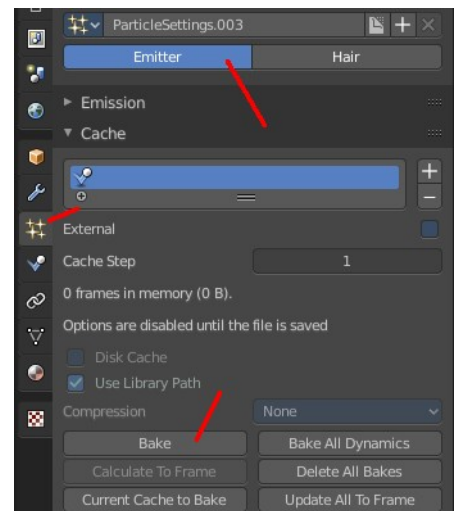 ParticleSettings.003
Emitter Hair
Emission
Cache
External
Cache Step 1
0 frames in memory (0 B).
Options are disabled until the file is saved
Disk Cache
Use Library Path
Compression None
Bake Bake All Dynamics
Calculate To Frame Delete All Bakes
Current Cache to Bake Update All To Frame